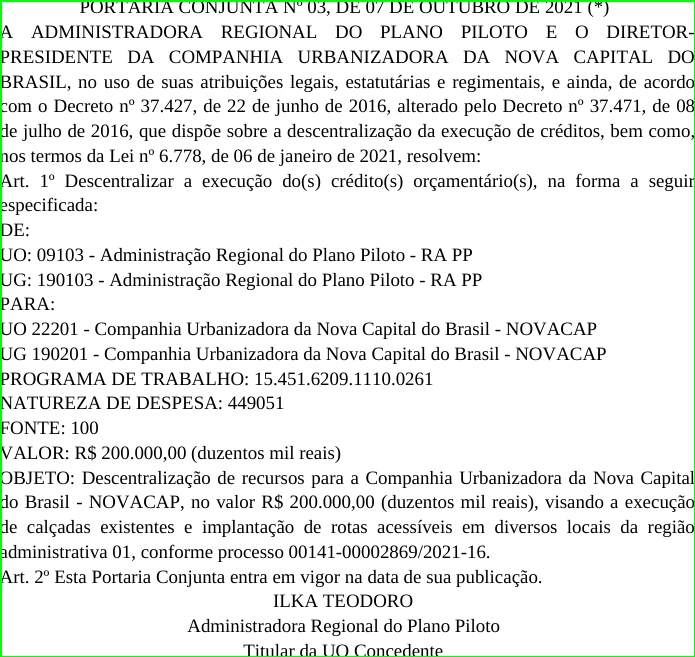 PORTARIA CONJUNTA Nº 03, DE 07 DE OUTUBRO DE 2021 (*)
A ADMINISTRADORA REGIONAL DO PLANO PILOTO E O DIRETOR-
PRESIDENTE DA COMPANHIA URBANIZADORA DA NOVA CAPITAL DO
BRASIL, no uso de suas atribuições legais, estatutárias e regimentais, e ainda, de acordo
com o Decreto nº 37.427, de 22 de junho de 2016, alterado pelo Decreto nº 37.471, de 08
de julho de 2016, que dispõe sobre a descentralização da execução de créditos, bem como,
nos termos da Lei nº 6.778, de 06 de janeiro de 2021, resolvem:
Art. 1º Descentralizar a execução do(s) crédito(s) orçamentário(s), na forma a seguir
especificada:
DE:
UO: 09103 - Administração Regional do Plano Piloto - RA PP
UG: 190103 - Administração Regional do Plano Piloto - RA PP
PARA:
UO 22201 - Companhia Urbanizadora da Nova Capital do Brasil - NOVACAP
UG 190201 - Companhia Urbanizadora da Nova Capital do Brasil - NOVACAP
PROGRAMA DE TRABALHO: 15.451.6209.1110.0261
NATUREZA DE DESPESA: 449051
FONTE: 100
VALOR: R$ 200.000,00 (duzentos mil reais)
OBJETO: Descentralização de recursos para a Companhia Urbanizadora da Nova Capital
do Brasil - NOVACAP, no valor R$ 200.000,00 (duzentos mil reais), visando a execução
de calçadas existentes e implantação de rotas acessíveis em diversos locais da região
administrativa 01, conforme processo 00141-00002869/2021-16.
Art. 2º Esta Portaria Conjunta entra em vigor na data de sua publicação.
ILKA TEODORO
Administradora Regional do Plano Piloto
Titular da UO Concedente